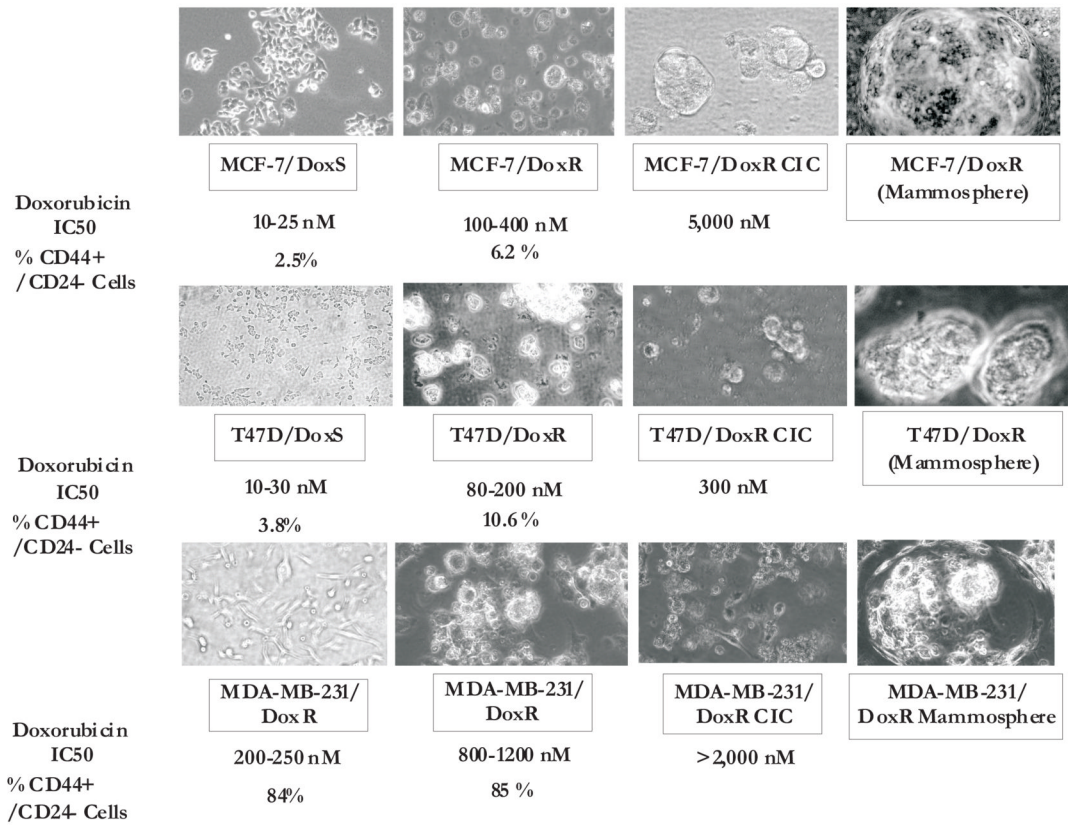 MCF-7/DoxS
MCF-7/DoxR
MCF-7/DoxR CIC
MCF-7/DoxR
(Mammosphere)
Doxorubicin
IC50
10-25 nM
100-400 nM
5,000 nM
% CD44+
/CD24- Cells
2.5%
6.2 %
T47D/DoxS
T47D/DoxR
T47D/DoxR CIC
T47D/DoxR
(Mammosphere)
Doxorubicin
IC50
10-30 nM
80-200 nM
300 nM
% CD44+
/CD24- Cells
3.8%
10.6 %
MDA-MB-231/
DoxR
MDA-MB-231/
DoxR
MDA-MB-231/
DoxR CIC
MDA-MB-231/
DoxR Mammosphere
Doxorubicin
IC50
200-250 nM
800-1200 nM
>2,000 nM
% CD44+
/CD24- Cells
84%
85 %